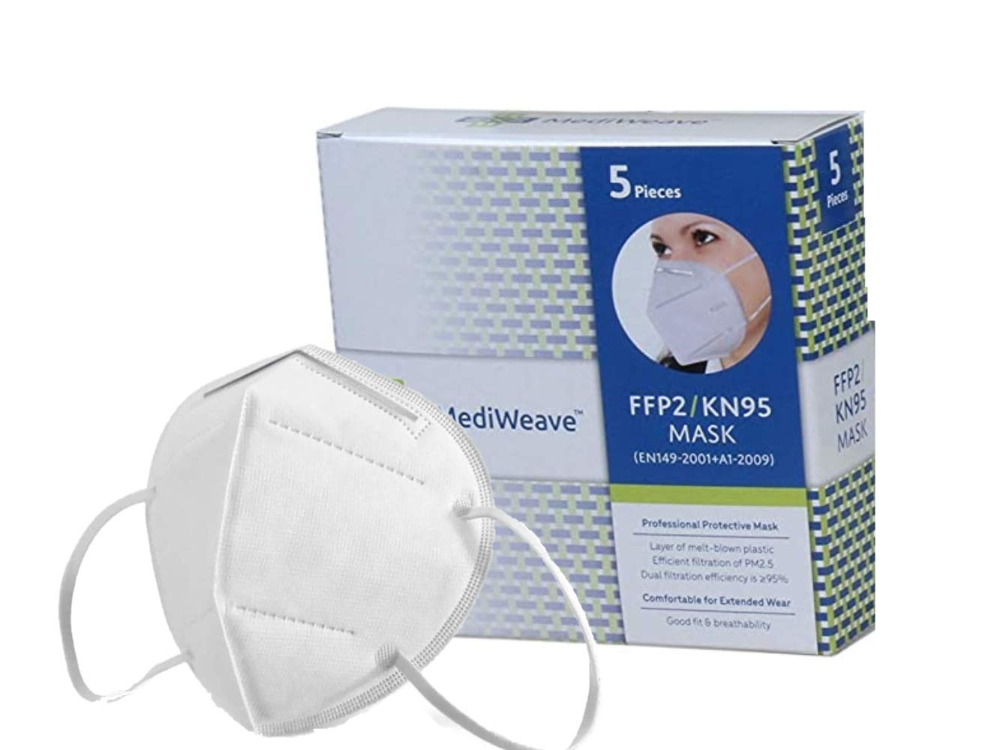 MediWeave
5 Pieces
5
Pieces
MediWeave™
FFP2/KN95
MASK
(EN149-2001+A1-2009)
FFP2/
KN95
MASK
Professional Protective Mask
Layer of melt-blown plastic
Efficient filtration of PM2.5
Dual filtration efficiency is ≥95%
Comfortable for Extended Wear
Good fit & breathability